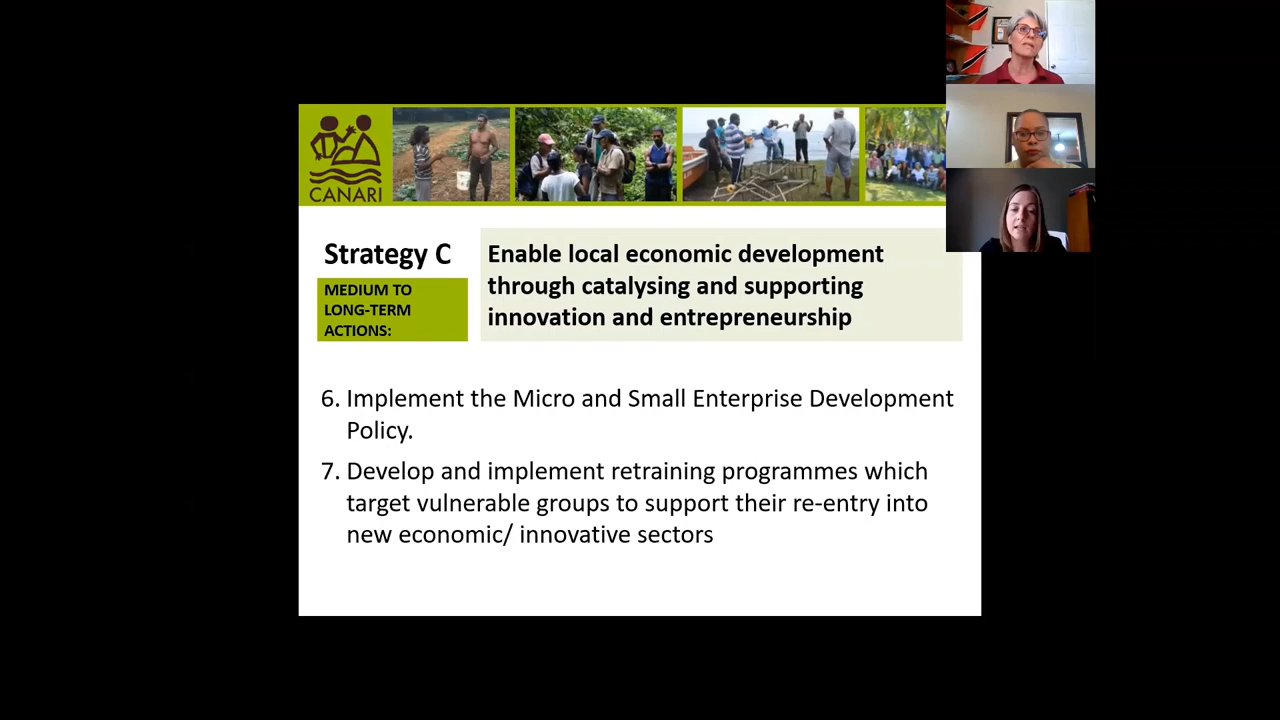 CANARI
Strategy C
MEDIUM TO
LONG-TERM
ACTIONS:
Enable local economic development
through catalysing and supporting
innovation and entrepreneurship
6. Implement the Micro and Small Enterprise Development
Policy.
7. Develop and implement retraining programmes which
target vulnerable groups to support their re-entry into
new economic/ innovative sectors